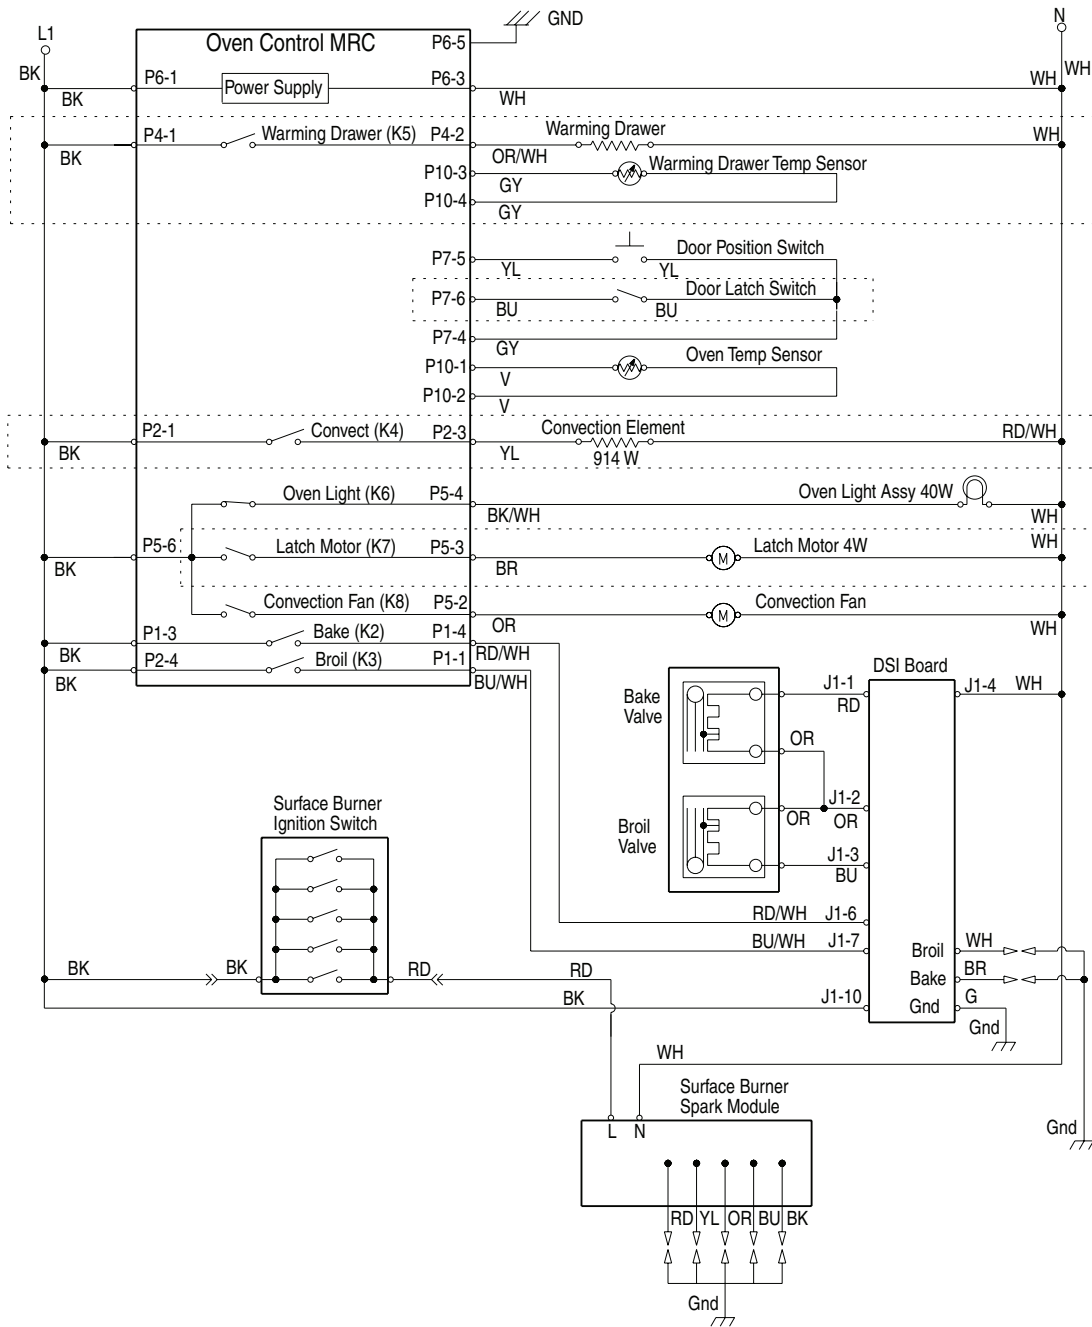 GND
N
L1
Oven Control MRC
P6-5
BK
WH
P6-1
Power Supply
P6-3
WH
BK
WH
P4-1
Warming Drawer (K5)
P4-2
Warming Drawer
WH
BK
OR/WH
P10-3
Warming Drawer Temp Sensor
GY
P10-4
GY
Door Position Switch
P7-5
YL
YL
Door Latch Switch
P7-6
BU
BU
P7-4
GY
Oven Temp Sensor
P10-1
V
P10-2
V
P2-1
Convect (K4)
P2-3
Convection Element
RD/WH
BK
YL
914 W
Oven Light (K6)
P5-4
Oven Light Assy 40W
BK/WH
WH
P5-6
Latch Motor (K7)
P5-3
M
Latch Motor 4W
WH
BK
BR
Convection Fan (K8)
P5-2
M
Convection Fan
OR
WH
P1-3
Bake (K2)
P1-4
BK
RD/WH
P2-4
Broil (K3)
P1-1
BK
BU/WH
DSI Board
Bake
Valve
J1-1
RD
J1-4
WH
OR
J1-2
OR
OR
Broil
Valve
J1-3
BU
Surface Burner
Ignition Switch
RD/WH
J1-6
BU/WH
J1-7
Broil
WH
BK
BK
RD
RD
Bake
BR
BK
J1-10
Gnd
G
Gnd
WH
Surface Burner
Spark Module
L
N
Gnd
RD
YL
OR
BU
BK
Gnd